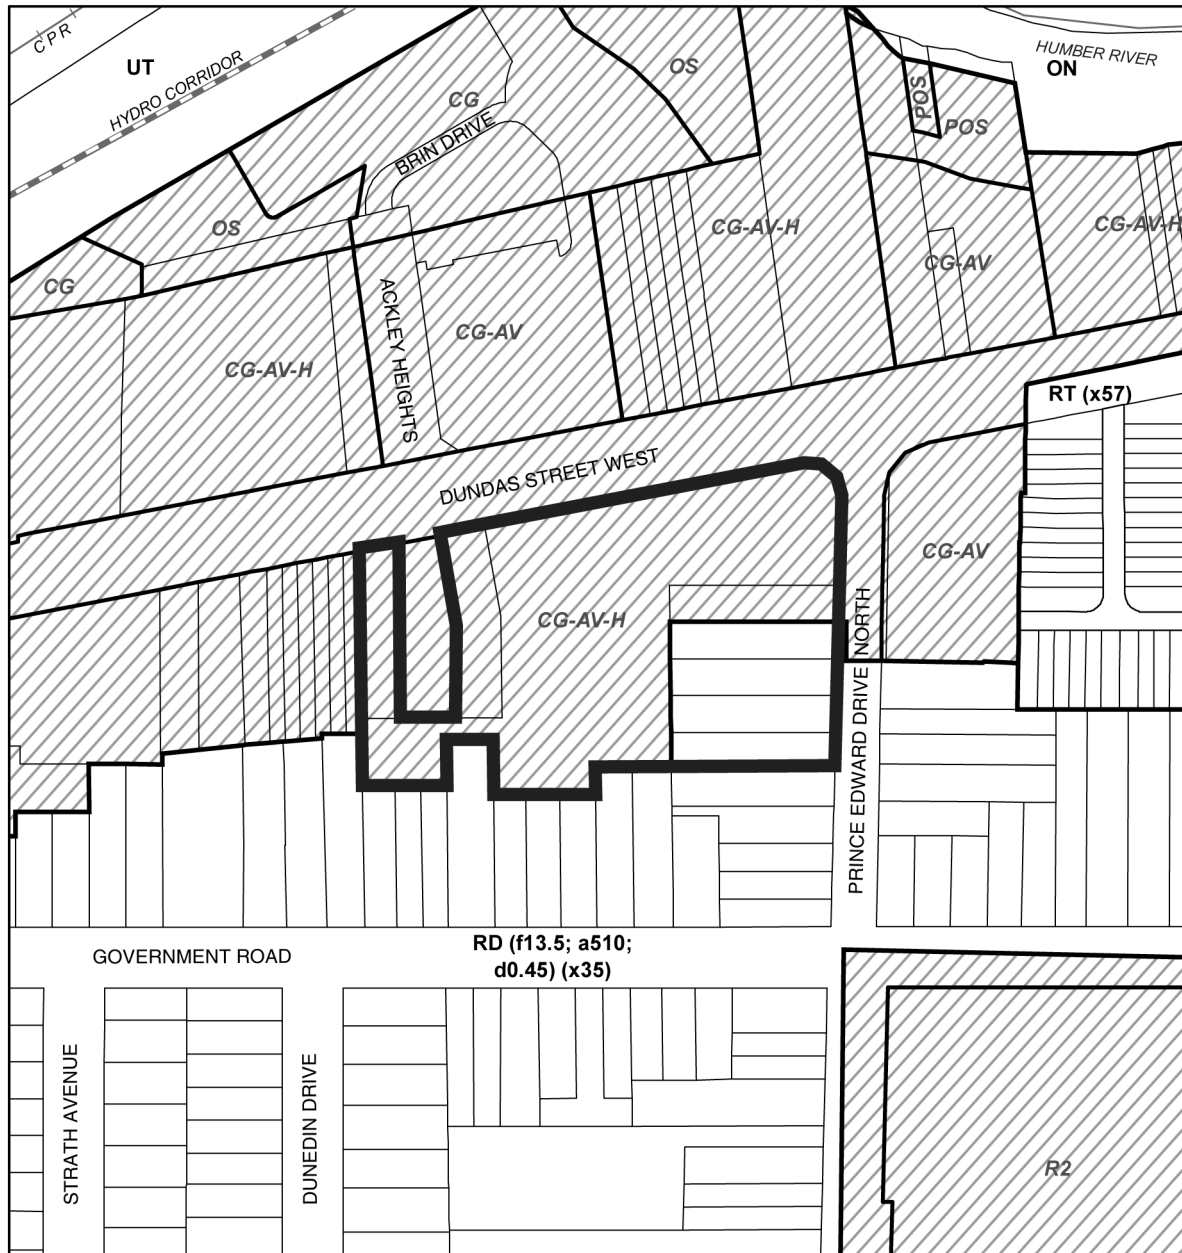 CPR
UT
HYDRO CORRIDOR
CG
OS
POS
POS
HUMBER RIVER
ON
BRIN DRIVE
OS
CG
CG-AV-H
CG-AV
CG-AV-H
CG-AV-H
ACKLEY HEIGHTS
CG-AV
RT (x57)
DUNDAS STREET WEST
CG-AV
CG-AV-H
PRINCE EDWARD DRIVE NORTH
GOVERNMENT ROAD
RD (f13.5; a510;
d0.45) (x35)
STRATH AVENUE
DUNEDIN DRIVE
R2